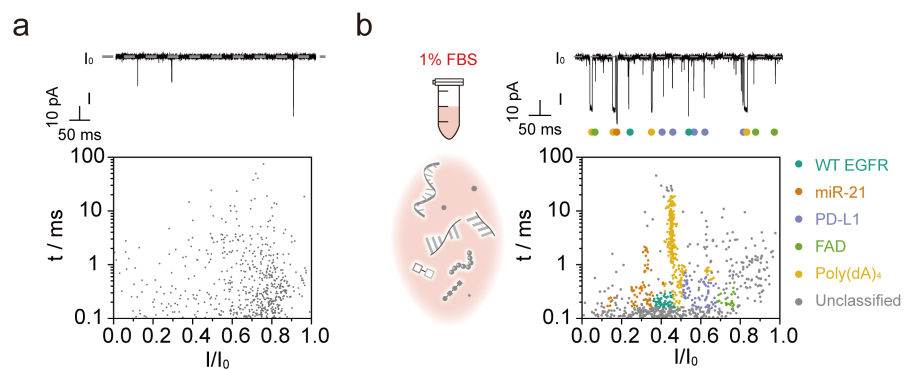 a
I₀
I
10 pA
50 ms
t / ms
100
10
1
0.1
0.0 0.2 0.4 0.6 0.8 1.0
I/I₀
b
1% FBS
I₀
I
10 pA
50 ms
t / ms
100
10
1
0.1
0.0 0.2 0.4 0.6 0.8 1.0
I/I₀
WT EGFR
miR-21
PD-L1
FAD
Poly(dA)₄
Unclassified